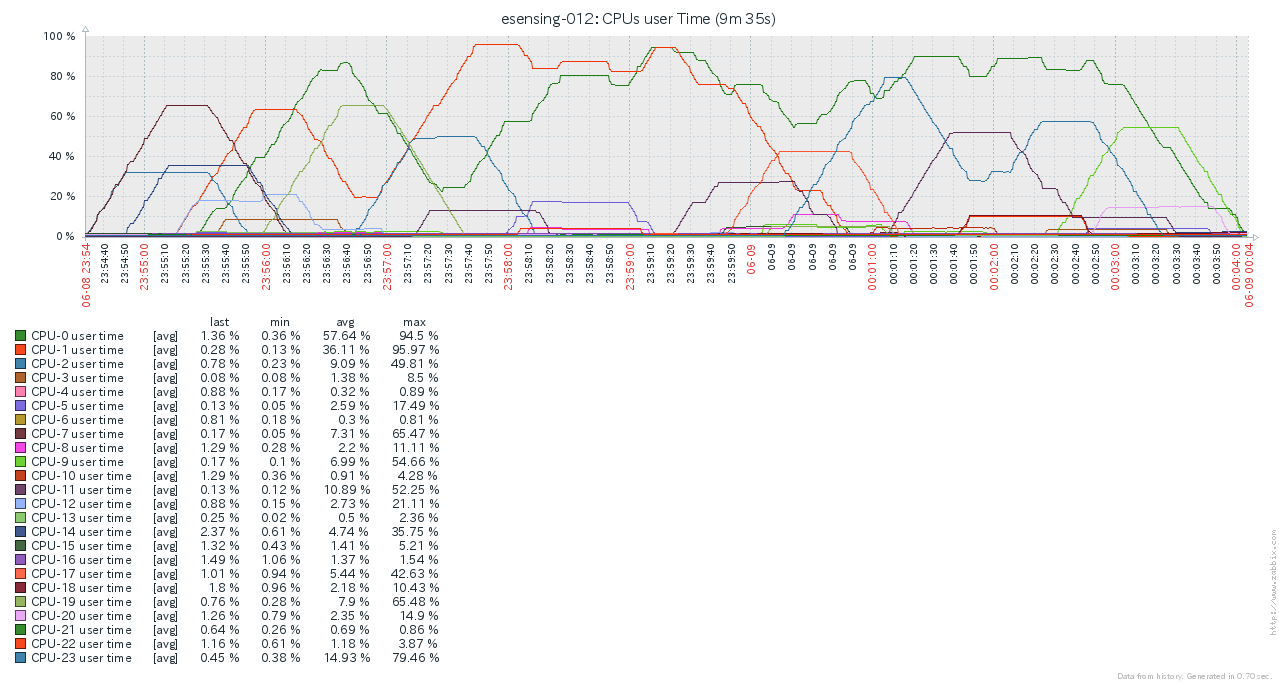 esensing-012: CPUs user Time (9m 35s)
100 %
80 %
60 %
40 %
20 %
0 %
06-08 23:54
23:54:40
23:54:50
23:55:00
23:55:10
23:55:20
23:55:30
23:55:40
23:55:50
23:56:00
23:56:10
23:56:20
23:56:30
23:56:40
23:56:50
23:57:00
23:57:10
23:57:20
23:57:30
23:57:40
23:57:50
23:58:00
23:58:10
23:58:20
23:58:30
23:58:40
23:58:50
23:59:00
23:59:10
23:59:20
23:59:30
23:59:40
23:59:50
06-09
06-09
06-09
06-09
06-09
06-09
00:01:00
00:01:10
00:01:20
00:01:30
00:01:40
00:01:50
00:02:00
00:02:10
00:02:20
00:02:30
00:02:40
00:02:50
00:03:00
00:03:10
00:03:20
00:03:30
00:03:40
00:03:50
00:04:00
06-09 00:04
last min avg max
CPU-0 user time [avg] 1.36 % 0.36 % 57.64 % 94.5 %
CPU-1 user time [avg] 0.28 % 0.13 % 36.11 % 95.97 %
CPU-2 user time [avg] 0.78 % 0.23 % 9.09 % 49.81 %
CPU-3 user time [avg] 0.08 % 0.08 % 1.38 % 8.5 %
CPU-4 user time [avg] 0.88 % 0.17 % 0.32 % 0.89 %
CPU-5 user time [avg] 0.13 % 0.05 % 2.59 % 17.49 %
CPU-6 user time [avg] 0.81 % 0.18 % 0.3 % 0.81 %
CPU-7 user time [avg] 0.17 % 0.05 % 7.31 % 65.47 %
CPU-8 user time [avg] 1.29 % 0.28 % 2.2 % 11.11 %
CPU-9 user time [avg] 0.17 % 0.1 % 6.99 % 54.66 %
CPU-10 user time [avg] 1.29 % 0.36 % 0.91 % 4.28 %
CPU-11 user time [avg] 0.13 % 0.12 % 10.89 % 52.25 %
CPU-12 user time [avg] 0.88 % 0.15 % 2.73 % 21.11 %
CPU-13 user time [avg] 0.25 % 0.02 % 0.5 % 2.36 %
CPU-14 user time [avg] 2.37 % 0.61 % 4.74 % 35.75 %
CPU-15 user time [avg] 1.32 % 0.43 % 1.41 % 5.21 %
CPU-16 user time [avg] 1.49 % 1.06 % 1.37 % 1.54 %
CPU-17 user time [avg] 1.01 % 0.94 % 5.44 % 42.63 %
CPU-18 user time [avg] 1.8 % 0.96 % 2.18 % 10.43 %
CPU-19 user time [avg] 0.76 % 0.28 % 7.9 % 65.48 %
CPU-20 user time [avg] 1.26 % 0.79 % 2.35 % 14.9 %
CPU-21 user time [avg] 0.64 % 0.26 % 0.69 % 0.86 %
CPU-22 user time [avg] 1.16 % 0.61 % 1.18 % 3.87 %
CPU-23 user time [avg] 0.45 % 0.38 % 14.93 % 79.46 %
http://www.zabbix.com
Data from history. Generated in 0.70 sec.